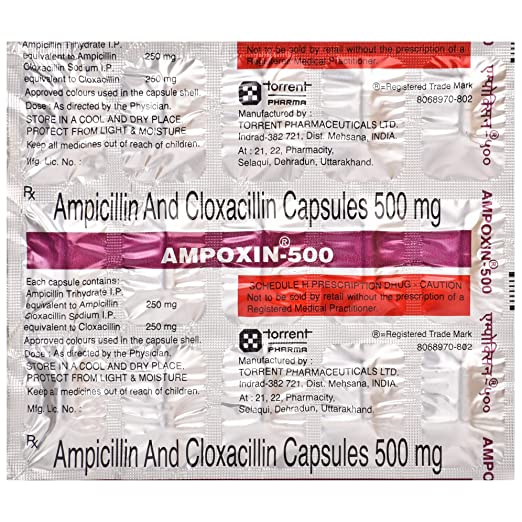 Ampicillin Trihydrate I.P.
equivalent to Ampicillin 250 mg
Cloxacillin Sodium I.P.
equivalent to Cloxacillin 250 mg
Approved colours used in the capsule shell.
Dose : As directed by the Physician.
STORE IN A COOL AND DRY PLACE
PROTECT FROM LIGHT & MOISTURE
Keep all medicines out of reach of children.
Mfg. Lic. No. :
Not to be sold by retail without the prescription of a
Registered Medical Practitioner.
torrent
PHARMA
®=Registered Trade Mark
8068970-802
Manufactured by :
TORRENT PHARMACEUTICALS LTD.
Indrad-382 721, Dist. Mehsana, INDIA.
At : 21, 22, Pharmacity,
Selaqui, Dehradun, Uttarakhand.
Rx
Ampicillin And Cloxacillin Capsules 500 mg
AMPOXIN®-500
Each capsule contains:
Ampicillin Trihydrate I.P.
equivalent to Ampicillin 250 mg
Cloxacillin Sodium I.P.
equivalent to Cloxacillin 250 mg
Approved colours used in the capsule shell.
Dose : As directed by the Physician.
STORE IN A COOL AND DRY PLACE.
PROTECT FROM LIGHT & MOISTURE
Keep all medicines out of reach of children.
Mfg. Lic. No. :
SCHEDULE H PRESCRIPTION DRUG - CAUTION
Not to be sold by retail without the prescription of a
Registered Medical Practitioner.
torrent
PHARMA
®=Registered Trade Mark
8068970-802
Manufactured by :
TORRENT PHARMACEUTICALS LTD.
Indrad-382 721, Dist. Mehsana, INDIA.
At : 21, 22, Pharmacity,
Selaqui, Dehradun, Uttarakhand.
Rx
Ampicillin And Cloxacillin Capsules 500 mg
AMPOXIN®-500
AMPOX